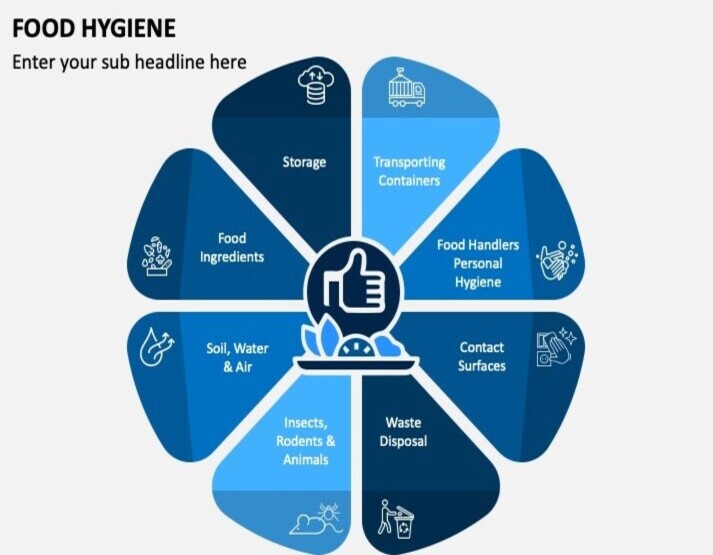 FOOD HYGIENE
Enter your sub headline here
Storage
Transporting
Containers
Food
Ingredients
Food Handlers
Personal
Hygiene
Soil, Water
& Air
Contact
Surfaces
Insects,
Rodents &
Animals
Waste
Disposal